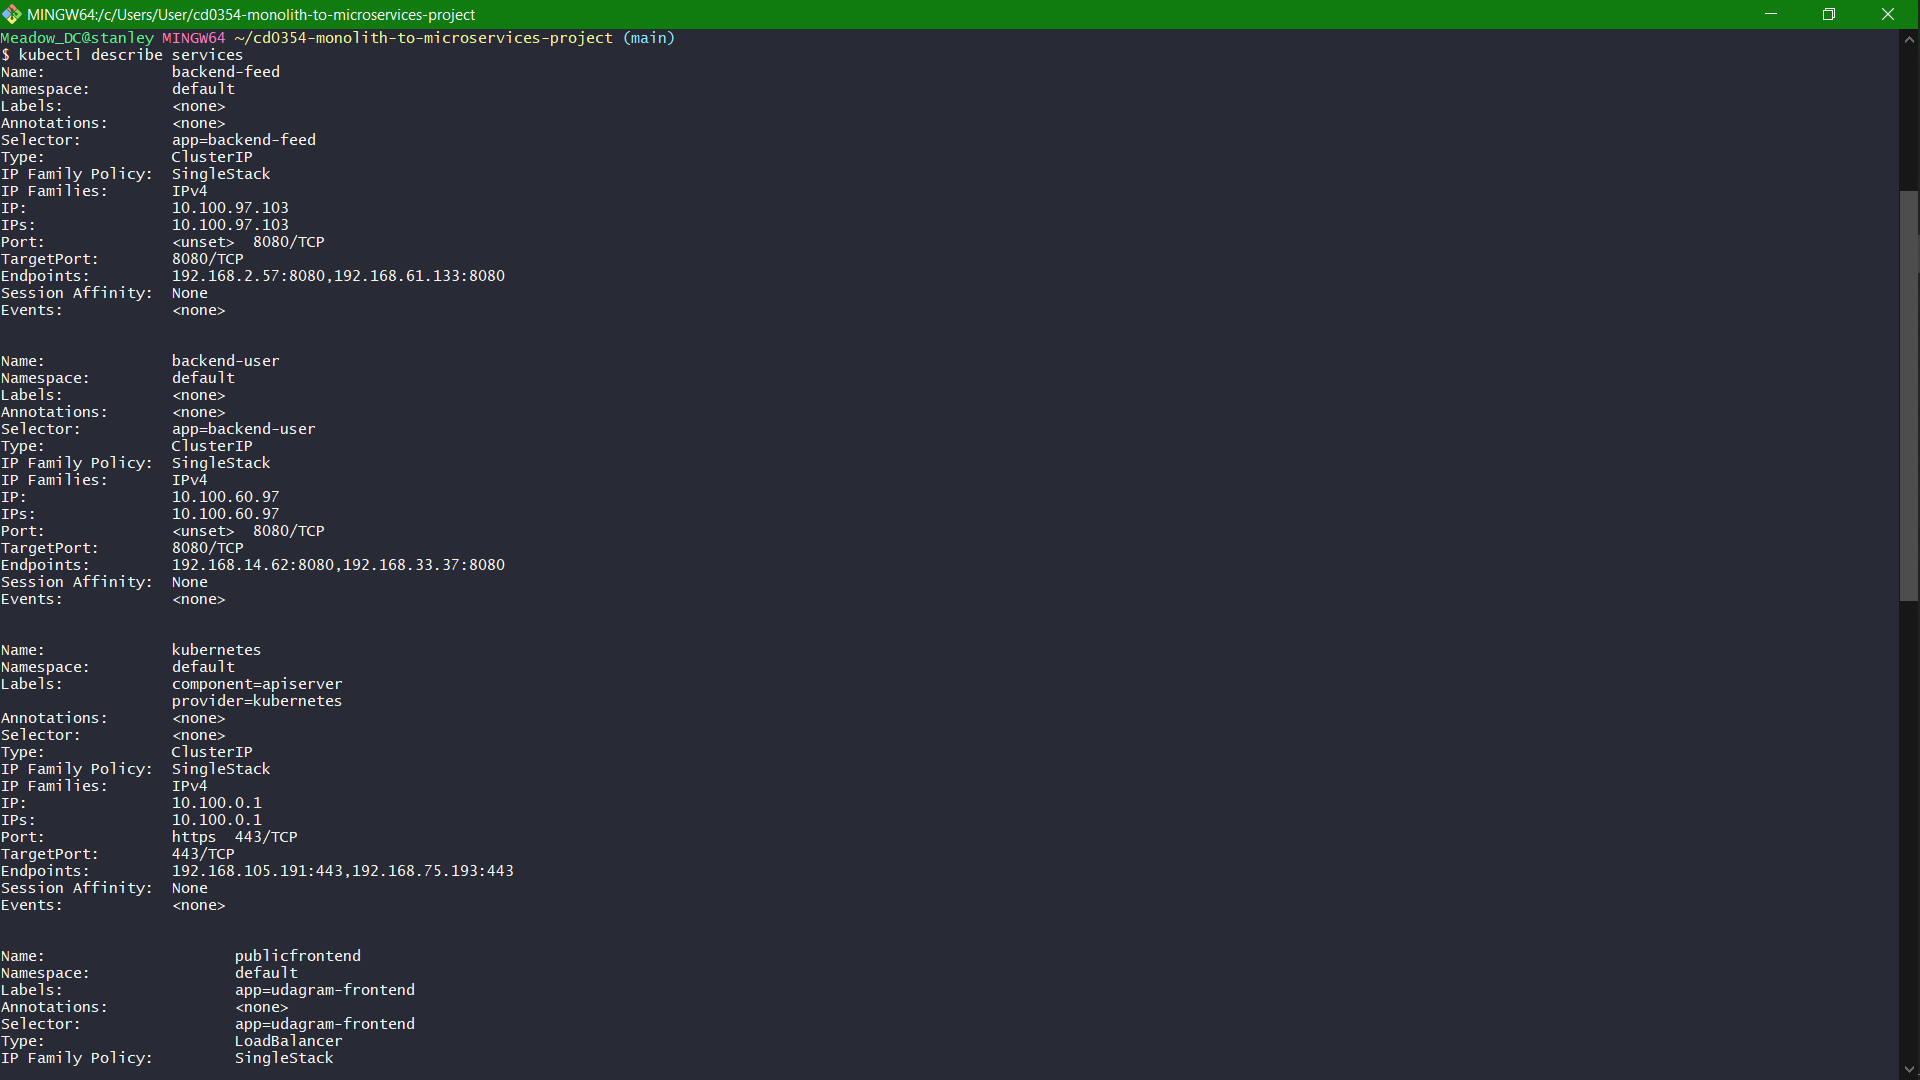 MINGW64:/c/Users/User/cd0354-monolith-to-microservices-project
Meadow_DC@stanley MINGW64 ~/cd0354-monolith-to-microservices-project (main)
$ kubectl describe services
Name:              backend-feed
Namespace:         default
Labels:            <none>
Annotations:       <none>
Selector:          app=backend-feed
Type:              ClusterIP
IP Family Policy:  SingleStack
IP Families:       IPv4
IP:                10.100.97.103
IPs:               10.100.97.103
Port:              <unset>  8080/TCP
TargetPort:        8080/TCP
Endpoints:         192.168.2.57:8080,192.168.61.133:8080
Session Affinity:  None
Events:            <none>
Name:              backend-user
Namespace:         default
Labels:            <none>
Annotations:       <none>
Selector:          app=backend-user
Type:              ClusterIP
IP Family Policy:  SingleStack
IP Families:       IPv4
IP:                10.100.60.97
IPs:               10.100.60.97
Port:              <unset>  8080/TCP
TargetPort:        8080/TCP
Endpoints:         192.168.14.62:8080,192.168.33.37:8080
Session Affinity:  None
Events:            <none>
Name:              kubernetes
Namespace:         default
Labels:            component=apiserver
                   provider=kubernetes
Annotations:       <none>
Selector:          <none>
Type:              ClusterIP
IP Family Policy:  SingleStack
IP Families:       IPv4
IP:                10.100.0.1
IPs:               10.100.0.1
Port:              https  443/TCP
TargetPort:        443/TCP
Endpoints:         192.168.105.191:443,192.168.75.193:443
Session Affinity:  None
Events:            <none>
Name:                     publicfrontend
Namespace:                default
Labels:                   app=udagram-frontend
Annotations:              <none>
Selector:                 app=udagram-frontend
Type:                     LoadBalancer
IP Family Policy:         SingleStack